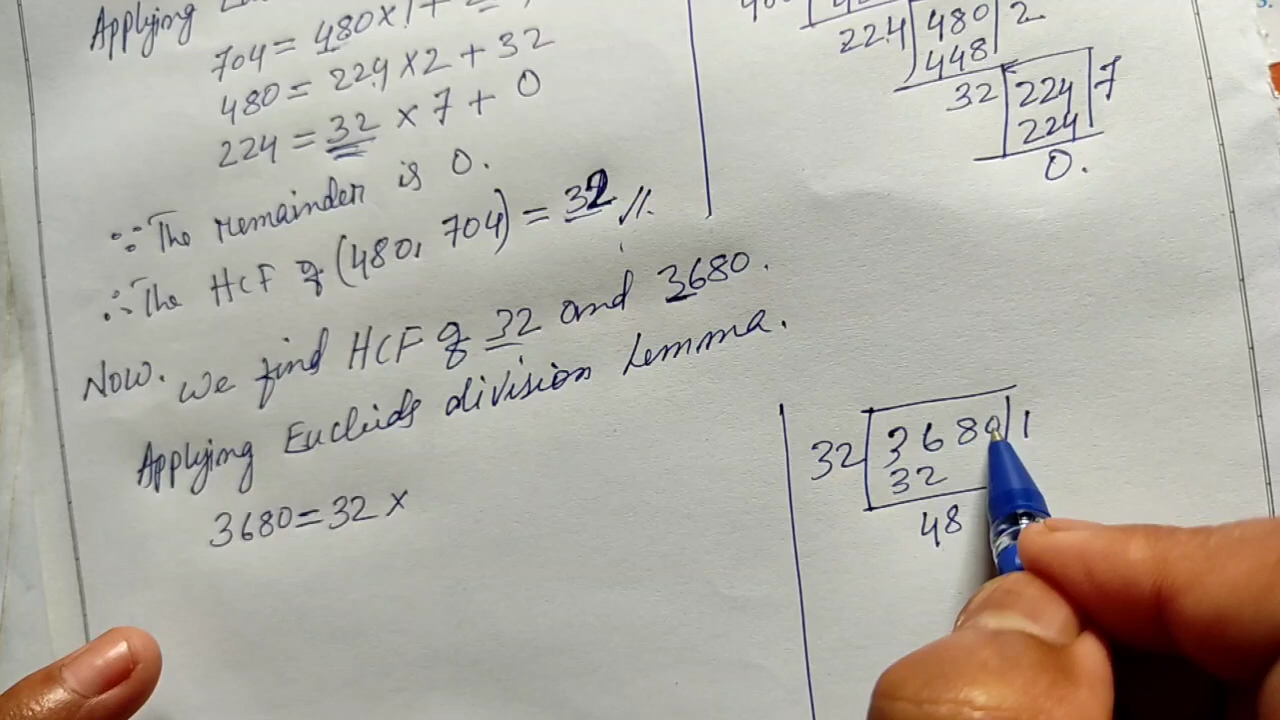 Applying
704 = 480 × 1 +
480 = 224 × 2 + 32
224 = 32 × 7 + 0
∵ The remainder is 0.
∴ The HCF of (480, 704) = 32 //.
Now. We find HCF of 32 and 3680.
Applying Euclids division Lemma.
3680 = 32 ×
224 480 2
448
32 224 7
224
0.
32 3680 1
32
48